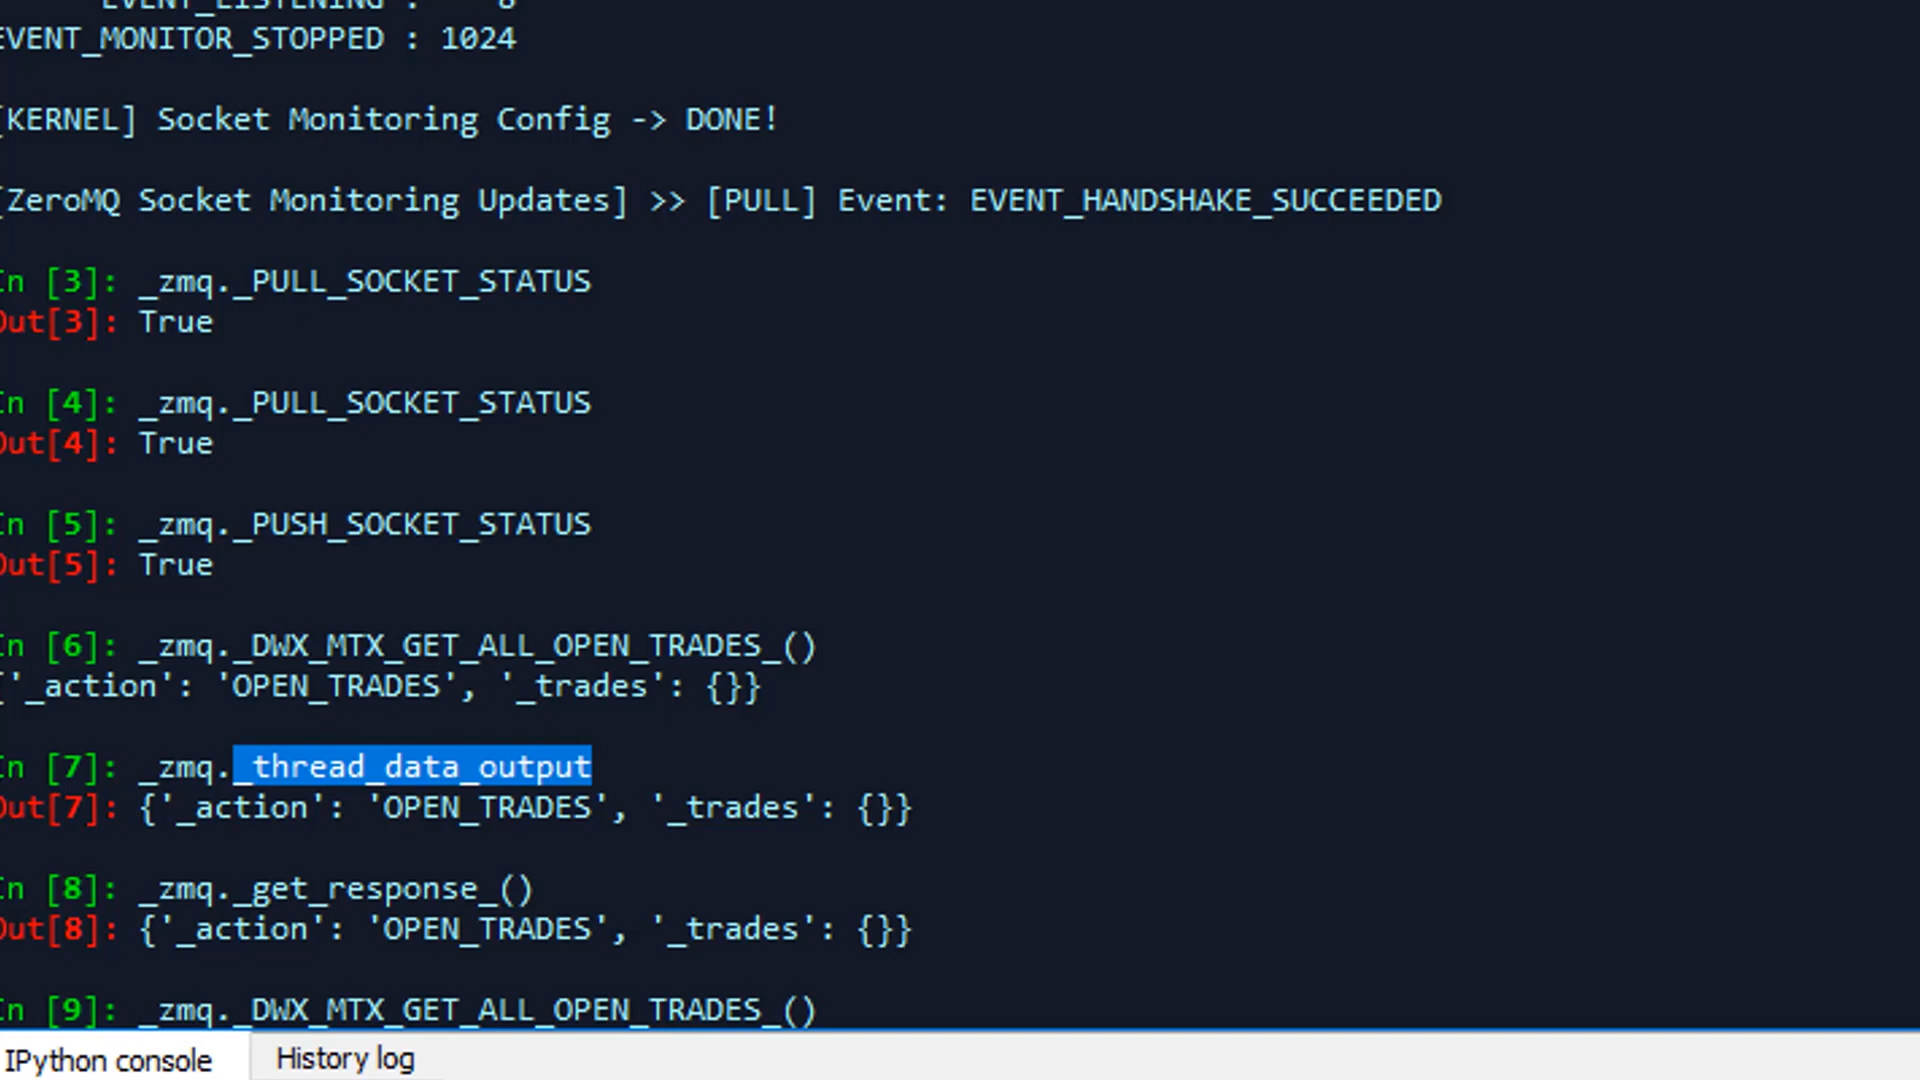 EVENT_LISTENING : 8
EVENT_MONITOR_STOPPED : 1024
[KERNEL] Socket Monitoring Config -> DONE!
[ZeroMQ Socket Monitoring Updates] >> [PULL] Event: EVENT_HANDSHAKE_SUCCEEDED
In [3]: _zmq._PULL_SOCKET_STATUS
Out[3]: True
In [4]: _zmq._PULL_SOCKET_STATUS
Out[4]: True
In [5]: _zmq._PUSH_SOCKET_STATUS
Out[5]: True
In [6]: _zmq._DWX_MTX_GET_ALL_OPEN_TRADES_()
{'_action': 'OPEN_TRADES', '_trades': {}}
In [7]: _zmq._thread_data_output
Out[7]: {'_action': 'OPEN_TRADES', '_trades': {}}
In [8]: _zmq._get_response_()
Out[8]: {'_action': 'OPEN_TRADES', '_trades': {}}
In [9]: _zmq._DWX_MTX_GET_ALL_OPEN_TRADES_()
IPython console History log